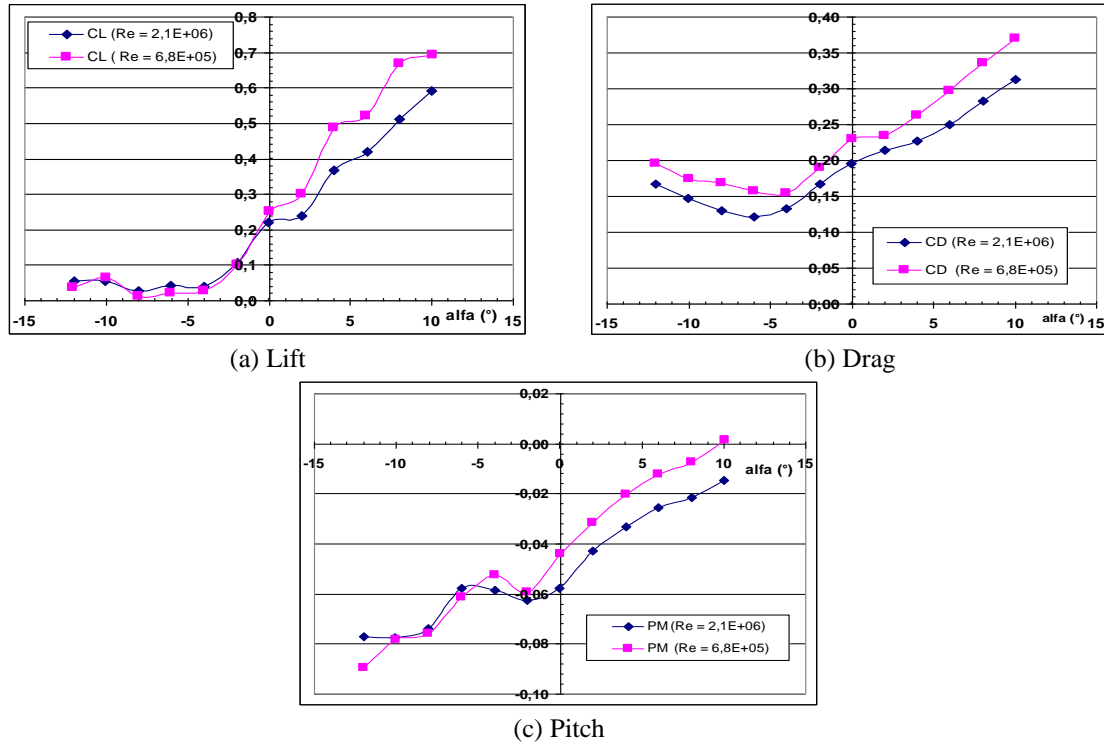 0,8
CL (Re = 2,1E+06)
CL ( Re = 6,8E+05)
0,7
0,6
0,5
0,4
0,3
0,2
0,1
0,0
-15 -10 -5 0 5 10 15
alfa (°)
(a) Lift
0,40
0,35
0,30
0,25
0,20
0,15
0,10
0,05
0,00
CD (Re = 2,1E+06)
CD (Re = 6,8E+05)
-15 -10 -5 0 5 10 15
alfa (°)
(b) Drag
0,02
0,00
-15 -10 -5 0 5 10 15
alfa (°)
-0,02
-0,04
-0,06
-0,08
-0,10
PM (Re = 2,1E+06)
PM (Re = 6,8E+05)
(c) Pitch